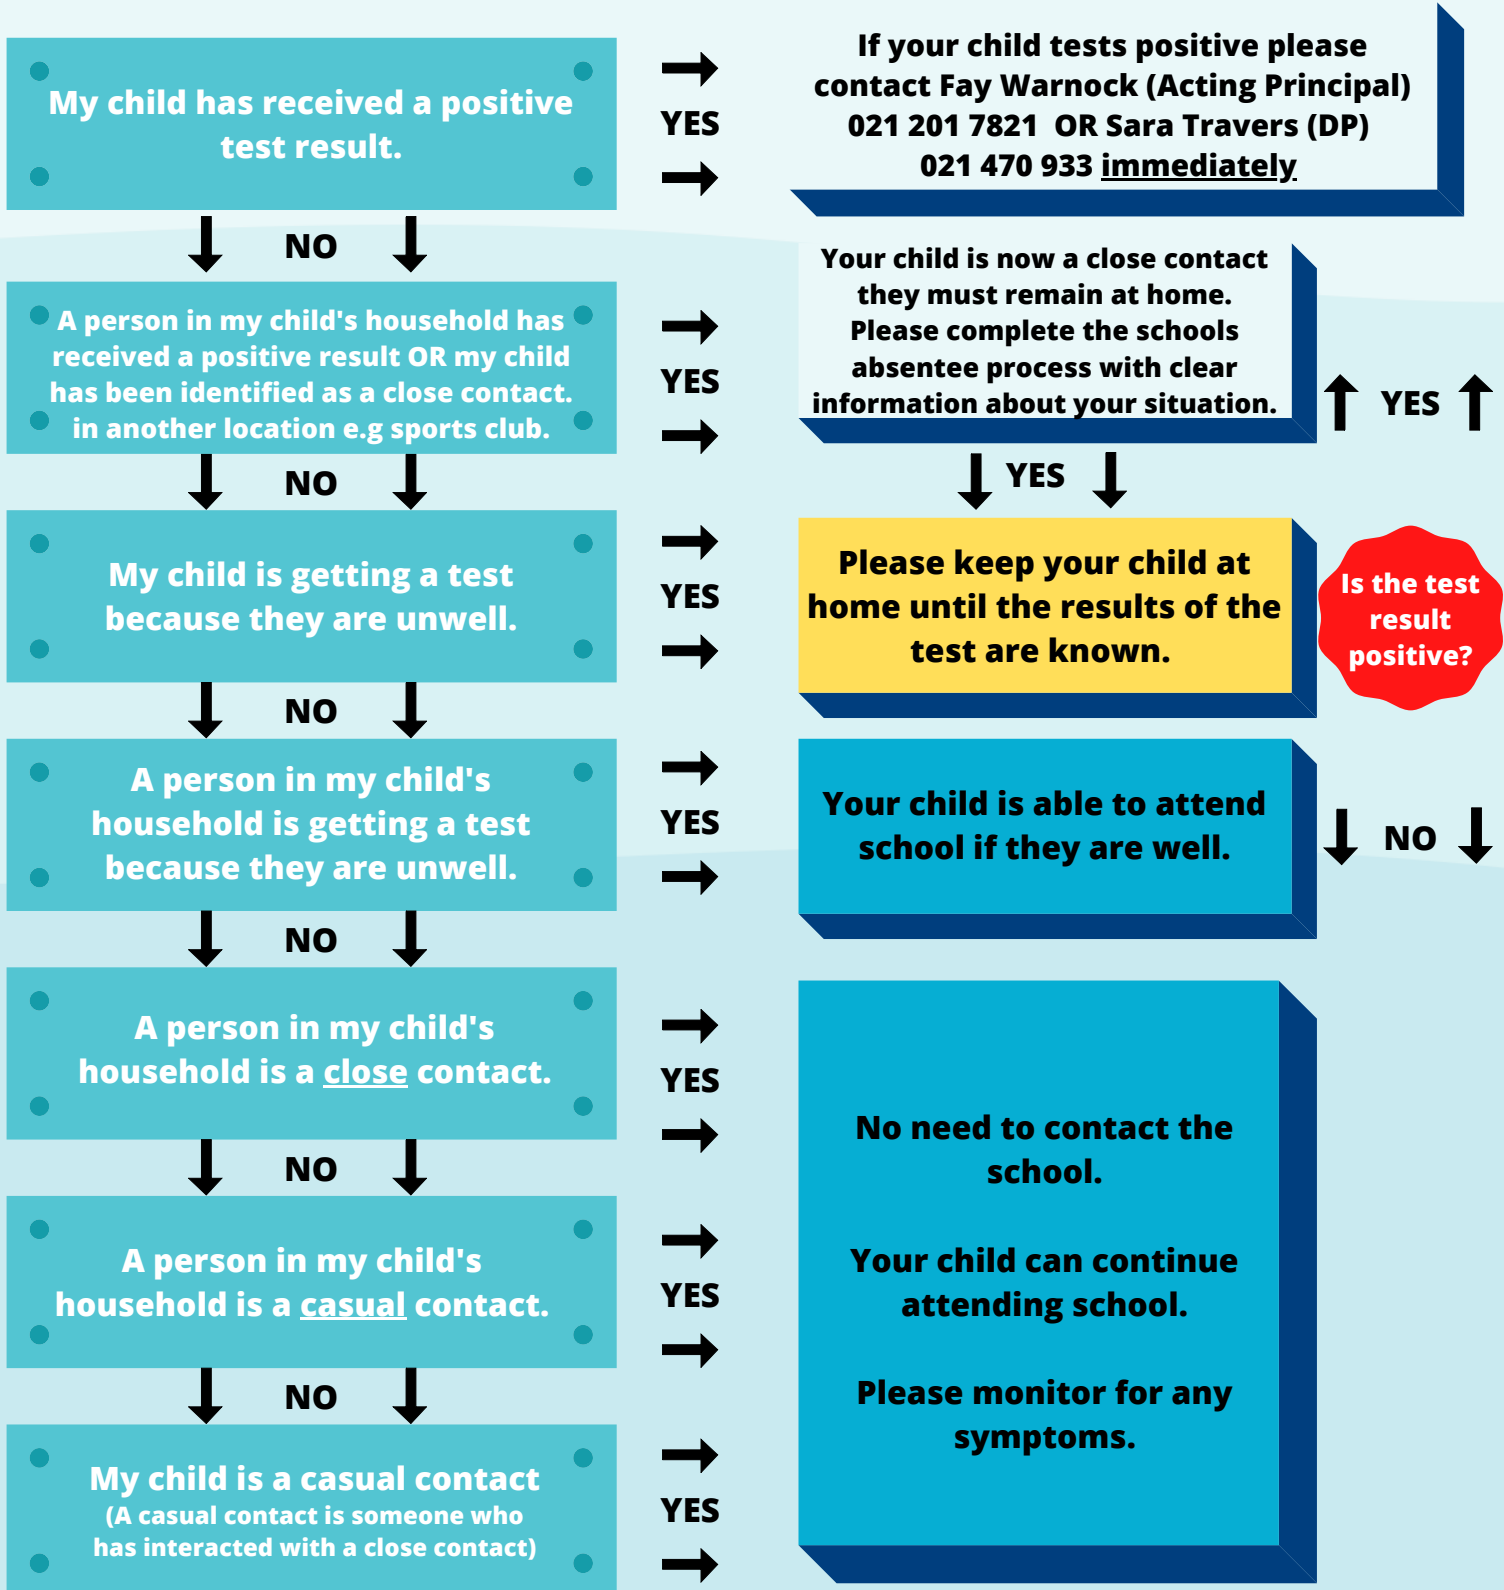 My child has received a positive
test result.
YES
If your child tests positive please
contact Fay Warnock (Acting Principal)
021 201 7821 OR Sara Travers (DP)
021 470 933 immediately
NO
A person in my child's household has
received a positive result OR my child
has been identified as a close contact.
in another location e.g sports club.
YES
Your child is now a close contact
they must remain at home.
Please complete the schools
absentee process with clear
information about your situation.
YES
NO
YES
My child is getting a test
because they are unwell.
YES
Please keep your child at
home until the results of the
test are known.
Is the test
result
positive?
NO
A person in my child's
household is getting a test
because they are unwell.
YES
Your child is able to attend
school if they are well.
NO
NO
A person in my child's
household is a close contact.
YES
No need to contact the
school.
Your child can continue
attending school.
Please monitor for any
symptoms.
NO
A person in my child's
household is a casual contact.
YES
NO
My child is a casual contact
(A casual contact is someone who
has interacted with a close contact)
YES